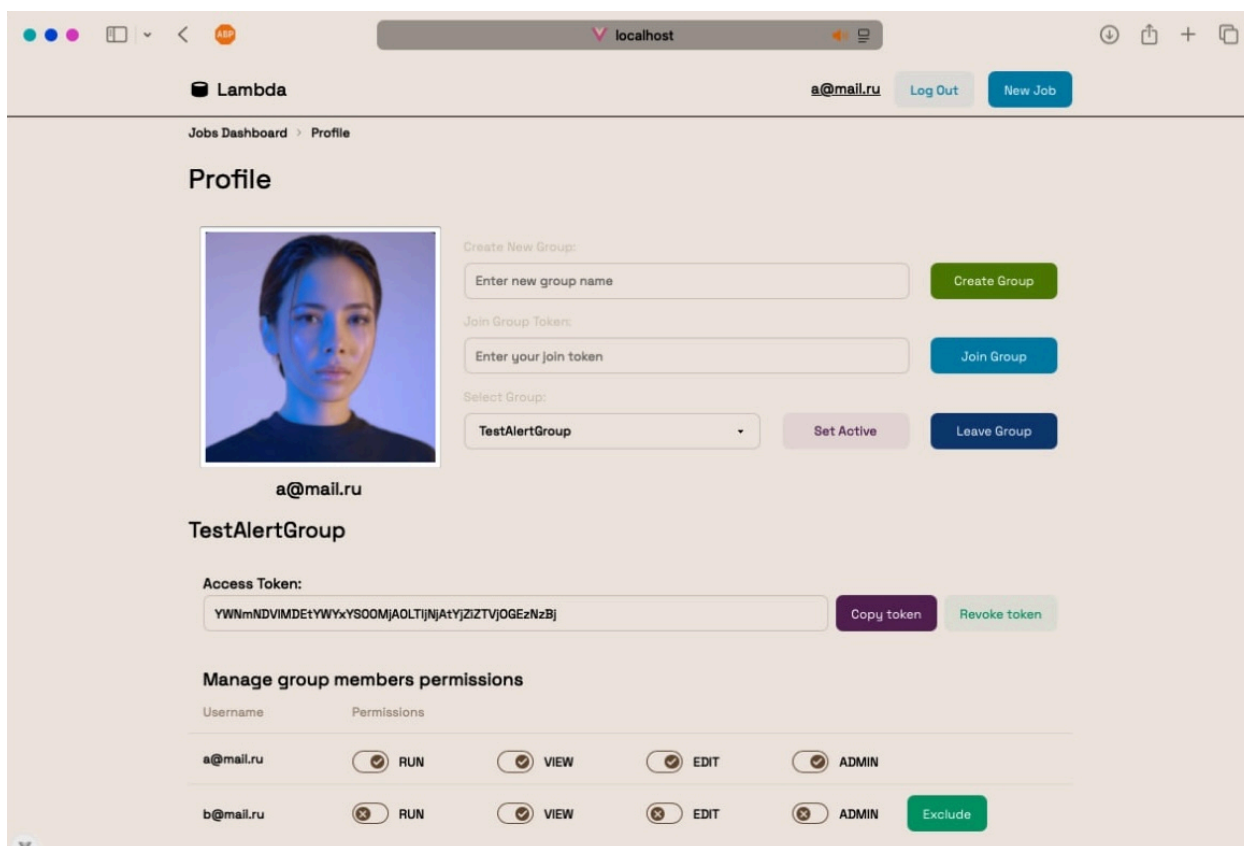 ABP
localhost
Lambda
a@mail.ru
Log Out
New Job
Jobs Dashboard > Profile
Profile
Create New Group:
Enter new group name
Create Group
Join Group Token:
Enter your join token
Join Group
Select Group:
TestAlertGroup
Set Active
Leave Group
a@mail.ru
TestAlertGroup
Access Token:
Copy token
Revoke token
Manage group members permissions
Username Permissions
a@mail.ru RUN VIEW EDIT ADMIN
b@mail.ru RUN VIEW EDIT ADMIN Exclude